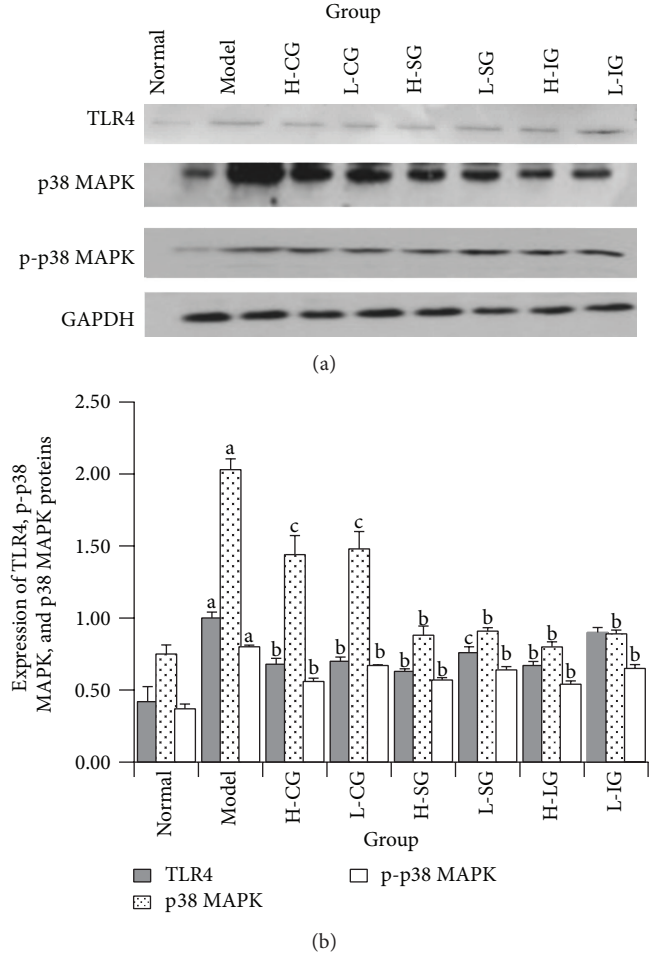 Group
Normal
Model
H-CG
L-CG
H-SG
L-SG
H-IG
L-IG
TLR4
p38 MAPK
p-p38 MAPK
GAPDH
(a)
Expression of TLR4, p-p38
MAPK, and p38 MAPK proteins
2.50
2.00
1.50
1.00
0.50
0.00
a a a
b c b
b c b
b b b
c b b
b b b
b b
Normal
Model
H-CG
L-CG
H-SG
L-SG
H-LG
L-IG
Group
TLR4
p38 MAPK
p-p38 MAPK
(b)